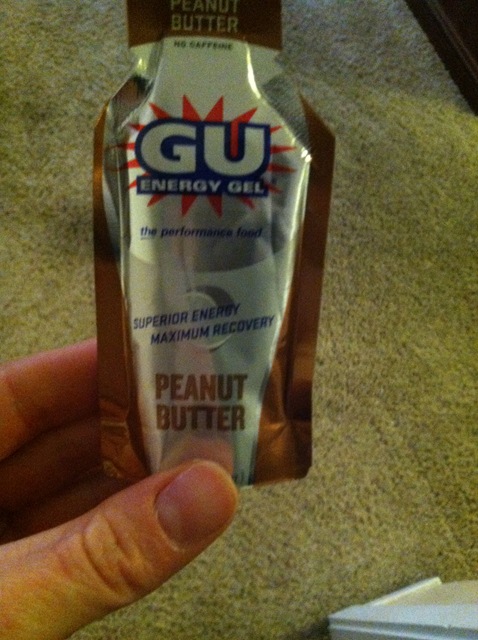 PEANUT
BUTTER
NO CAFFEINE
GU
ENERGY GEL
the performance food
SUPERIOR ENERGY
MAXIMUM RECOVERY
PEANUT
BUTTER